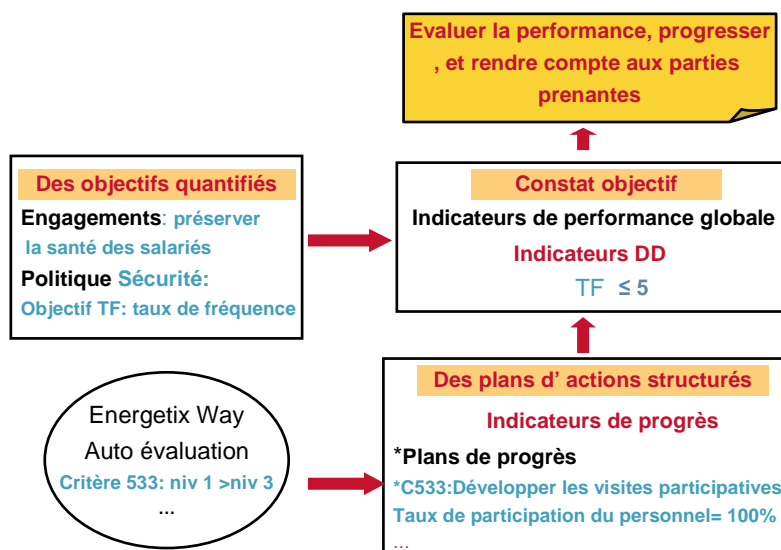 Evaluer la performance, progresser
, et rendre compte aux parties
prenantes
Des objectifs quantifiés
Engagements: préserver
la santé des salariés
Politique Sécurité:
Objectif TF: taux de fréquence
Constat objectif
Indicateurs de performance globale
Indicateurs DD
TF ≤ 5
Energetix Way
Auto évaluation
Critère 533: niv 1 >niv 3
...
Des plans d' actions structurés
Indicateurs de progrès
*Plans de progrès
*C533:Développer les visites participatives
Taux de participation du personnel= 100%
...